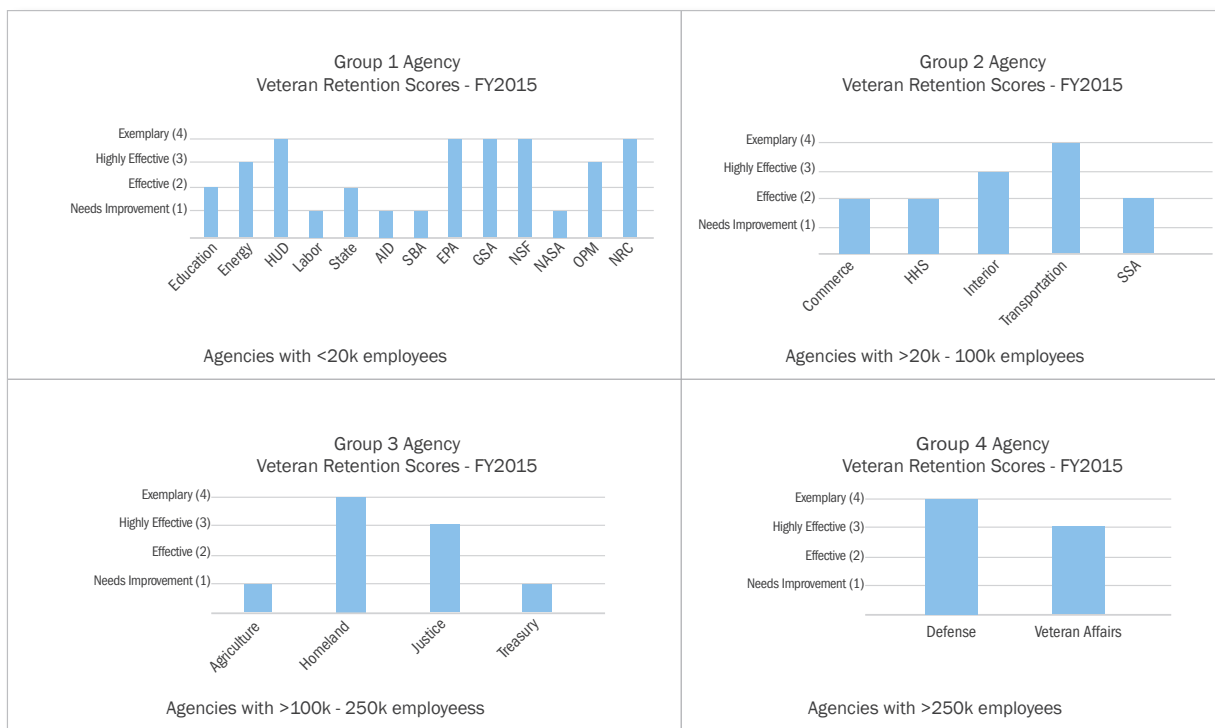 Group 1 Agency
Veteran Retention Scores - FY2015
Exemplary (4)
Highly Effective (3)
Effective (2)
Needs Improvement (1)
Education
Energy
HUD
Labor
State
AID
SBA
EPA
GSA
NSF
NASA
OPM
NRC
Agencies with <20k employees
Group 2 Agency
Veteran Retention Scores - FY2015
Exemplary (4)
Highly Effective (3)
Effective (2)
Needs Improvement (1)
Commerce
HHS
Interior
Transportation
SSA
Agencies with >20k - 100k employees
Group 3 Agency
Veteran Retention Scores - FY2015
Exemplary (4)
Highly Effective (3)
Effective (2)
Needs Improvement (1)
Agriculture
Homeland
Justice
Treasury
Agencies with >100k - 250k employeess
Group 4 Agency
Veteran Retention Scores - FY2015
Exemplary (4)
Highly Effective (3)
Effective (2)
Needs Improvement (1)
Defense
Veteran Affairs
Agencies with >250k employees